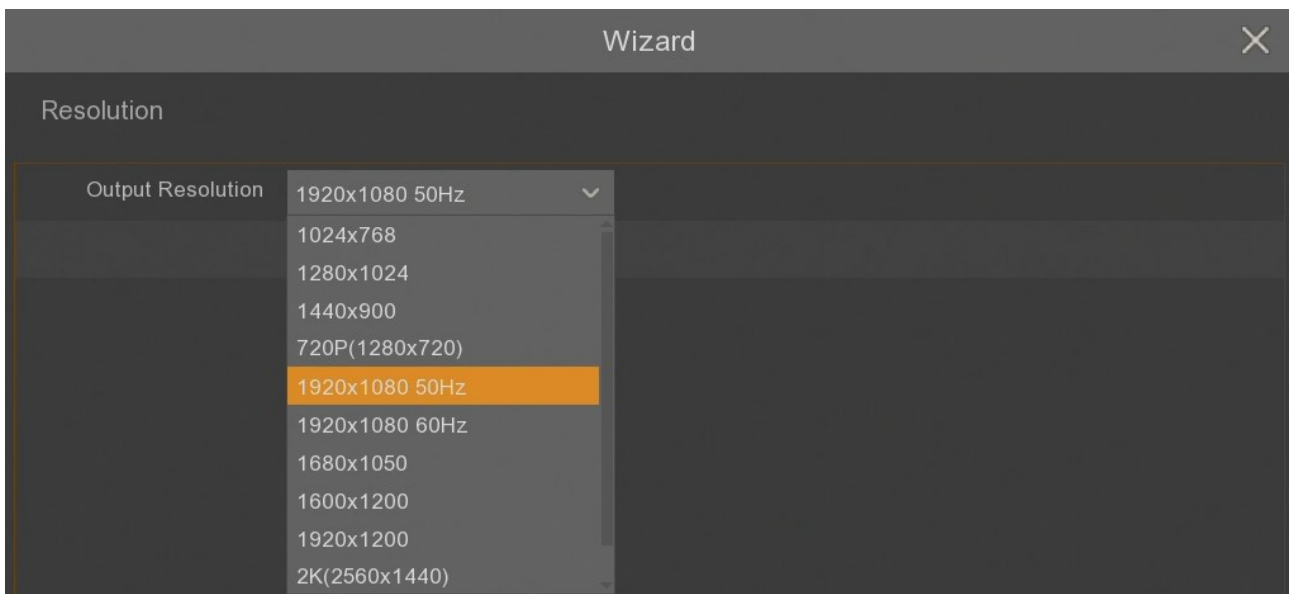 Wizard
Resolution
Output Resolution 1920x1080 50Hz
1024x768
1280x1024
1440x900
720P(1280x720)
1920x1080 50Hz
1920x1080 60Hz
1680x1050
1600x1200
1920x1200
2K(2560x1440)